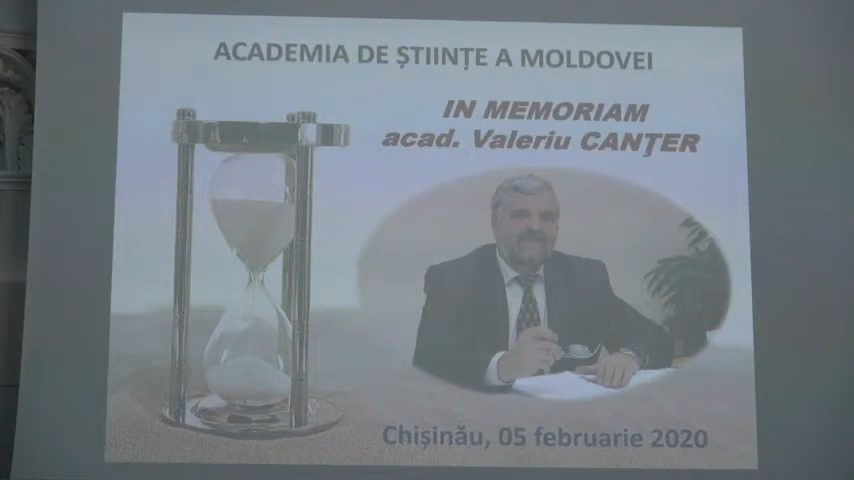 ACADEMIA DE ȘTIINȚE A MOLDOVEI
IN MEMORIAM
acad. Valeriu CANŢER
Chișinău, 05 februarie 2020